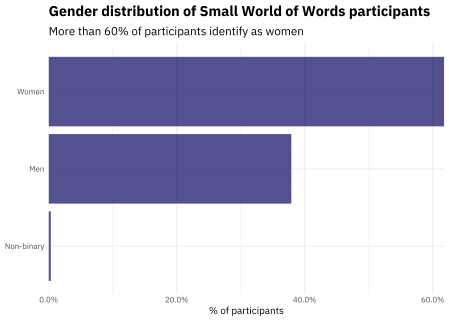 Gender distribution of Small World of Words participants
More than 60% of participants identify as women
Women
Men
Non-binary
0.0% 20.0% 40.0% 60.0%
% of participants